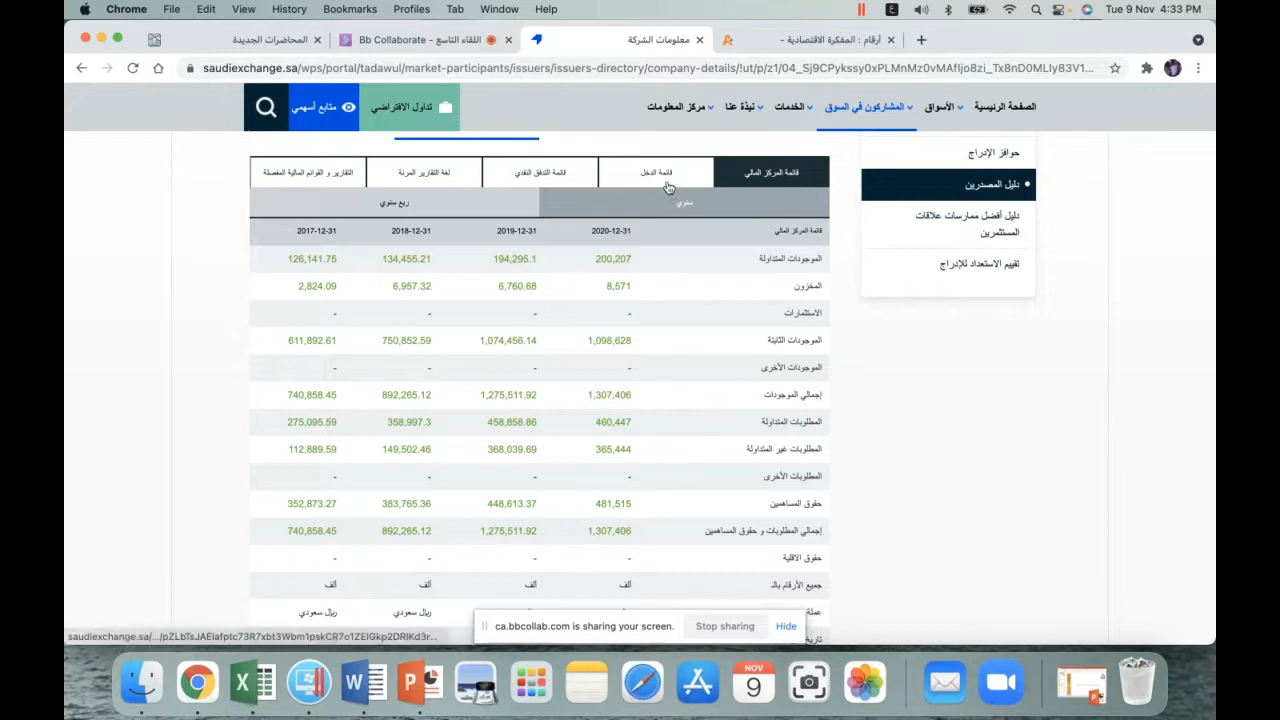 Chrome File Edit View History Bookmarks Profiles Tab Window Help Tue 9 Nov 4:33 PM
المحاضرات الجديدة
Bb Collaborate - اللقاء التاسع
معلومات الشركة
أرقام : المفكرة الاقتصادية -
saudiexchange.sa/wps/portal/tadawul/market-participants/issuers/issuers-directory/company-details/!ut/p/z1/04_Sj9CPykssy0xPLMnMz0vMAfIjo8zi_Tx8nD0MLIy83V1...
الصفحة الرئيسية الأسواق المشاركون في السوق الخدمات نبذة عنا مركز المعلومات تداول الافتراضي متابع أسهمي
حوافز الإدراج
دليل المصدرين
دليل أفضل ممارسات علاقات
المستثمرين
تقييم الاستعداد للإدراج
قائمة المركز المالي قائمة الدخل قائمة التدفق النقدي لغة التقارير المرنة التقارير و القوائم المالية المفصلة
سنوي ربع سنوي
قائمة المركز المالي 2020-12-31 2019-12-31 2018-12-31 2017-12-31
الموجودات المتداولة 200,207 194,295.1 134,455.21 126,141.75
المخزون 8,571 6,760.68 6,957.32 2,824.09
الاستثمارات - - - -
الموجودات الثابتة 1,098,628 1,074,456.14 750,852.59 611,892.61
الموجودات الأخرى - - - -
إجمالي الموجودات 1,307,406 1,275,511.92 892,265.12 740,858.45
المطلوبات المتداولة 460,447 458,858.86 358,997.3 275,095.59
المطلوبات غير المتداولة 365,444 368,039.69 149,502.46 112,889.59
المطلوبات الأخرى - - - -
حقوق المساهمين 481,515 448,613.37 383,765.36 352,873.27
إجمالي المطلوبات و حقوق المساهمين 1,307,406 1,275,511.92 892,265.12 740,858.45
حقوق الاقلية - - - -
جميع الأرقام بالـ ألف ألف ألف ألف
عملة ريال سعودي ريال سعودي
ca.bbcollab.com is sharing your screen. Stop sharing Hide
NOV
9